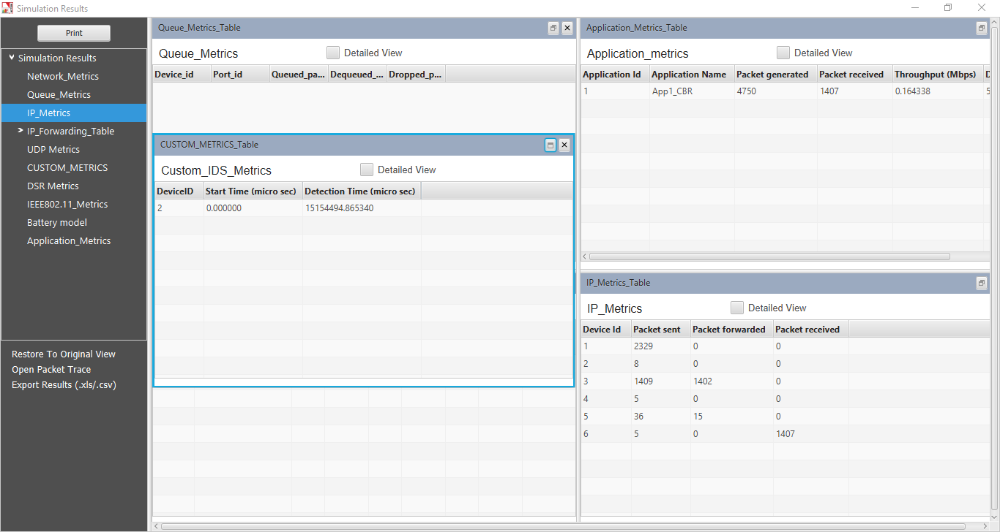 Simulation Results
Print
Simulation Results
Network_Metrics
Queue_Metrics
IP_Metrics
IP_Forwarding_Table
UDP Metrics
CUSTOM_METRICS
DSR Metrics
IEEE802.11_Metrics
Battery model
Application_Metrics
Restore To Original View
Open Packet Trace
Export Results (.xls/.csv)
Queue_Metrics_Table
Queue_Metrics Detailed View
Device_id Port_id Queued_pa... Dequeued_... Dropped_p...
CUSTOM_METRICS_Table
Custom_IDS_Metrics Detailed View
DeviceID Start Time (micro sec) Detection Time (micro sec)
2 0.000000 15154494.865340
Application_Metrics_Table
Application_metrics Detailed View
Application Id Application Name Packet generated Packet received Throughput (Mbps) D
1 App1_CBR 4750 1407 0.164338 5
IP_Metrics_Table
IP_Metrics Detailed View
Device Id Packet sent Packet forwarded Packet received
1 2329 0 0
2 8 0 0
3 1409 1402 0
4 5 0 0
5 36 15 0
6 5 0 1407